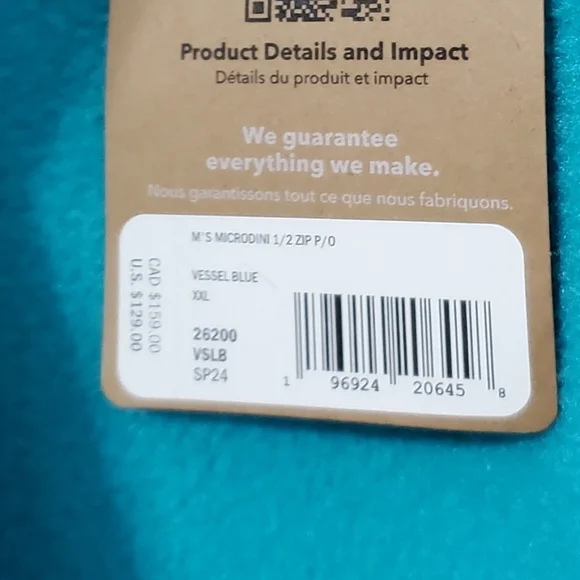 Product Details and Impact
Détails du produit et impact
We guarantee
everything we make.
Nous garantissons tout ce que nous fabriquons.
M'S MICRODINI 1/2 ZIP P/O
VESSEL BLUE
XXL
26200
VSLB
SP24
CAD $159.00
U.S. $129.00
1 96924 20645 8